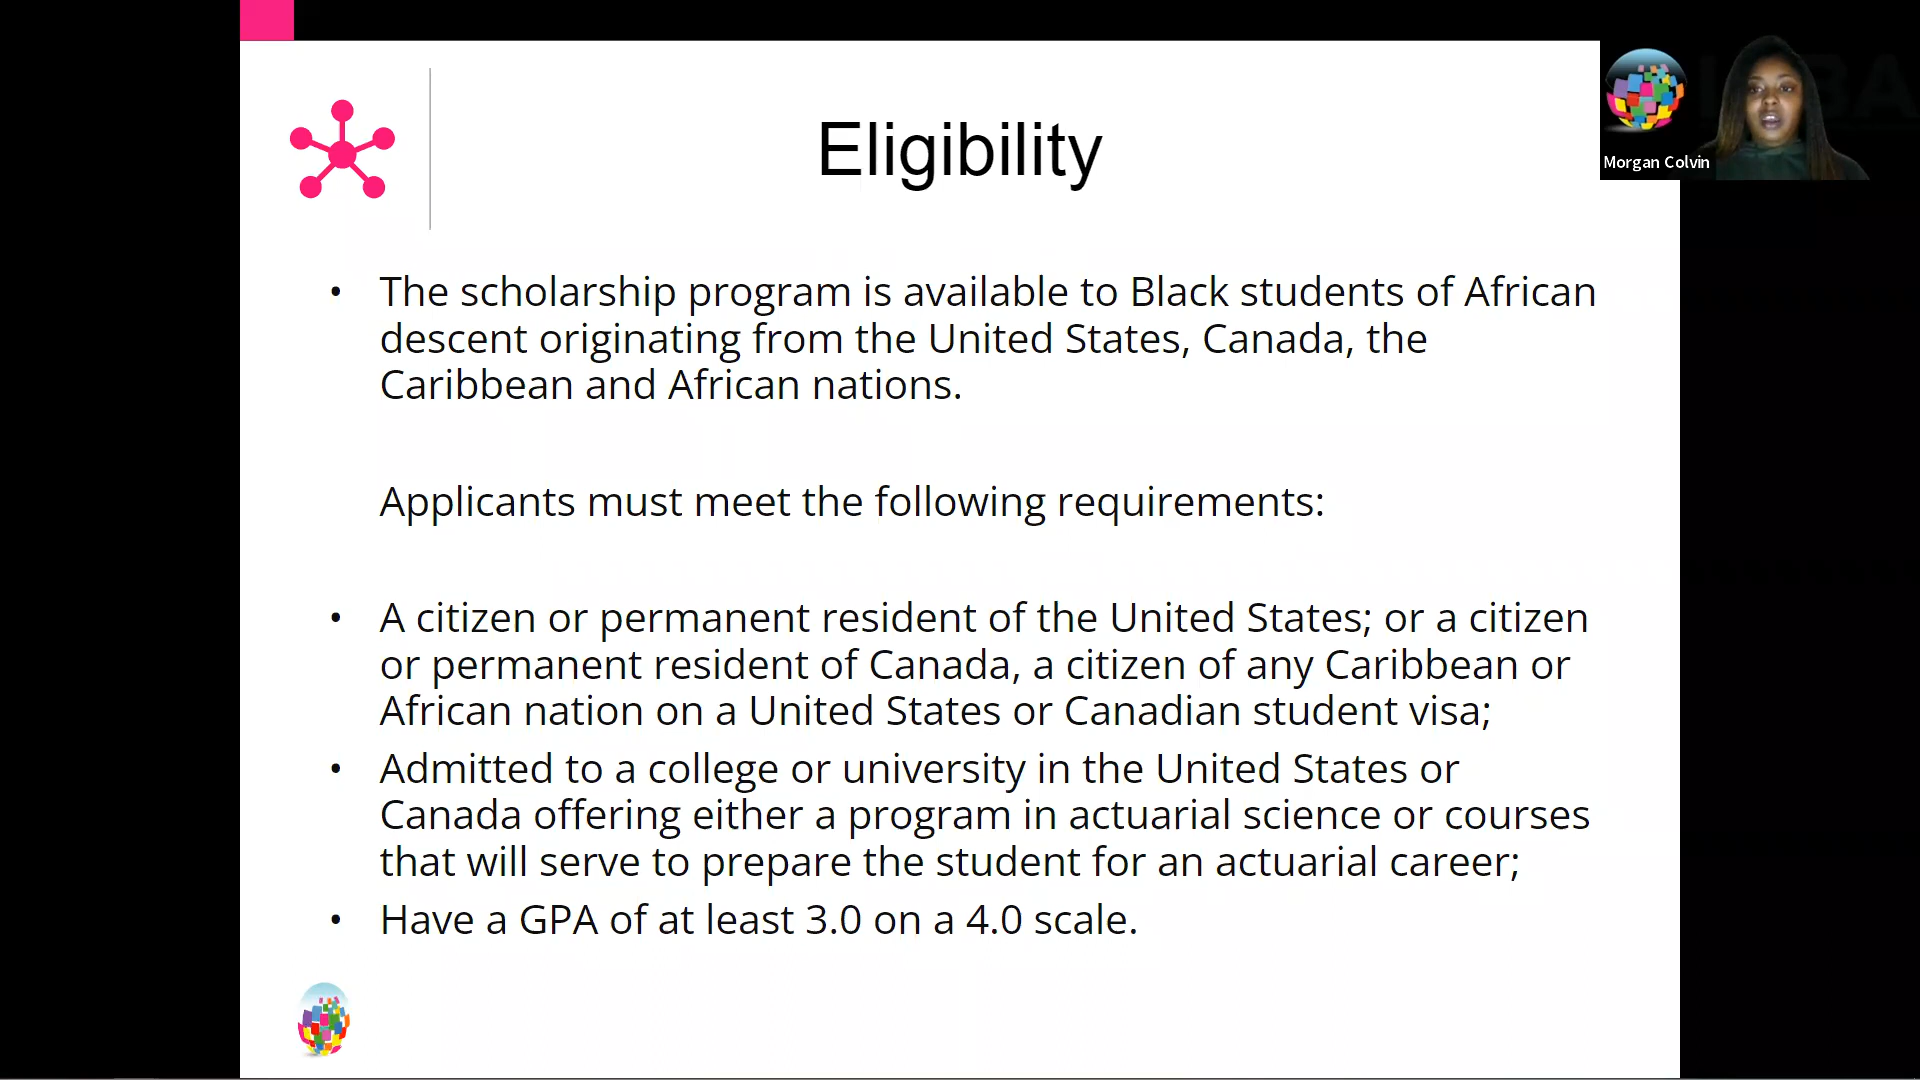 Eligibility
Morgan Colvin
• The scholarship program is available to Black students of African
descent originating from the United States, Canada, the
Caribbean and African nations.
Applicants must meet the following requirements:
• A citizen or permanent resident of the United States; or a citizen
or permanent resident of Canada, a citizen of any Caribbean or
African nation on a United States or Canadian student visa;
• Admitted to a college or university in the United States or
Canada offering either a program in actuarial science or courses
that will serve to prepare the student for an actuarial career;
• Have a GPA of at least 3.0 on a 4.0 scale.